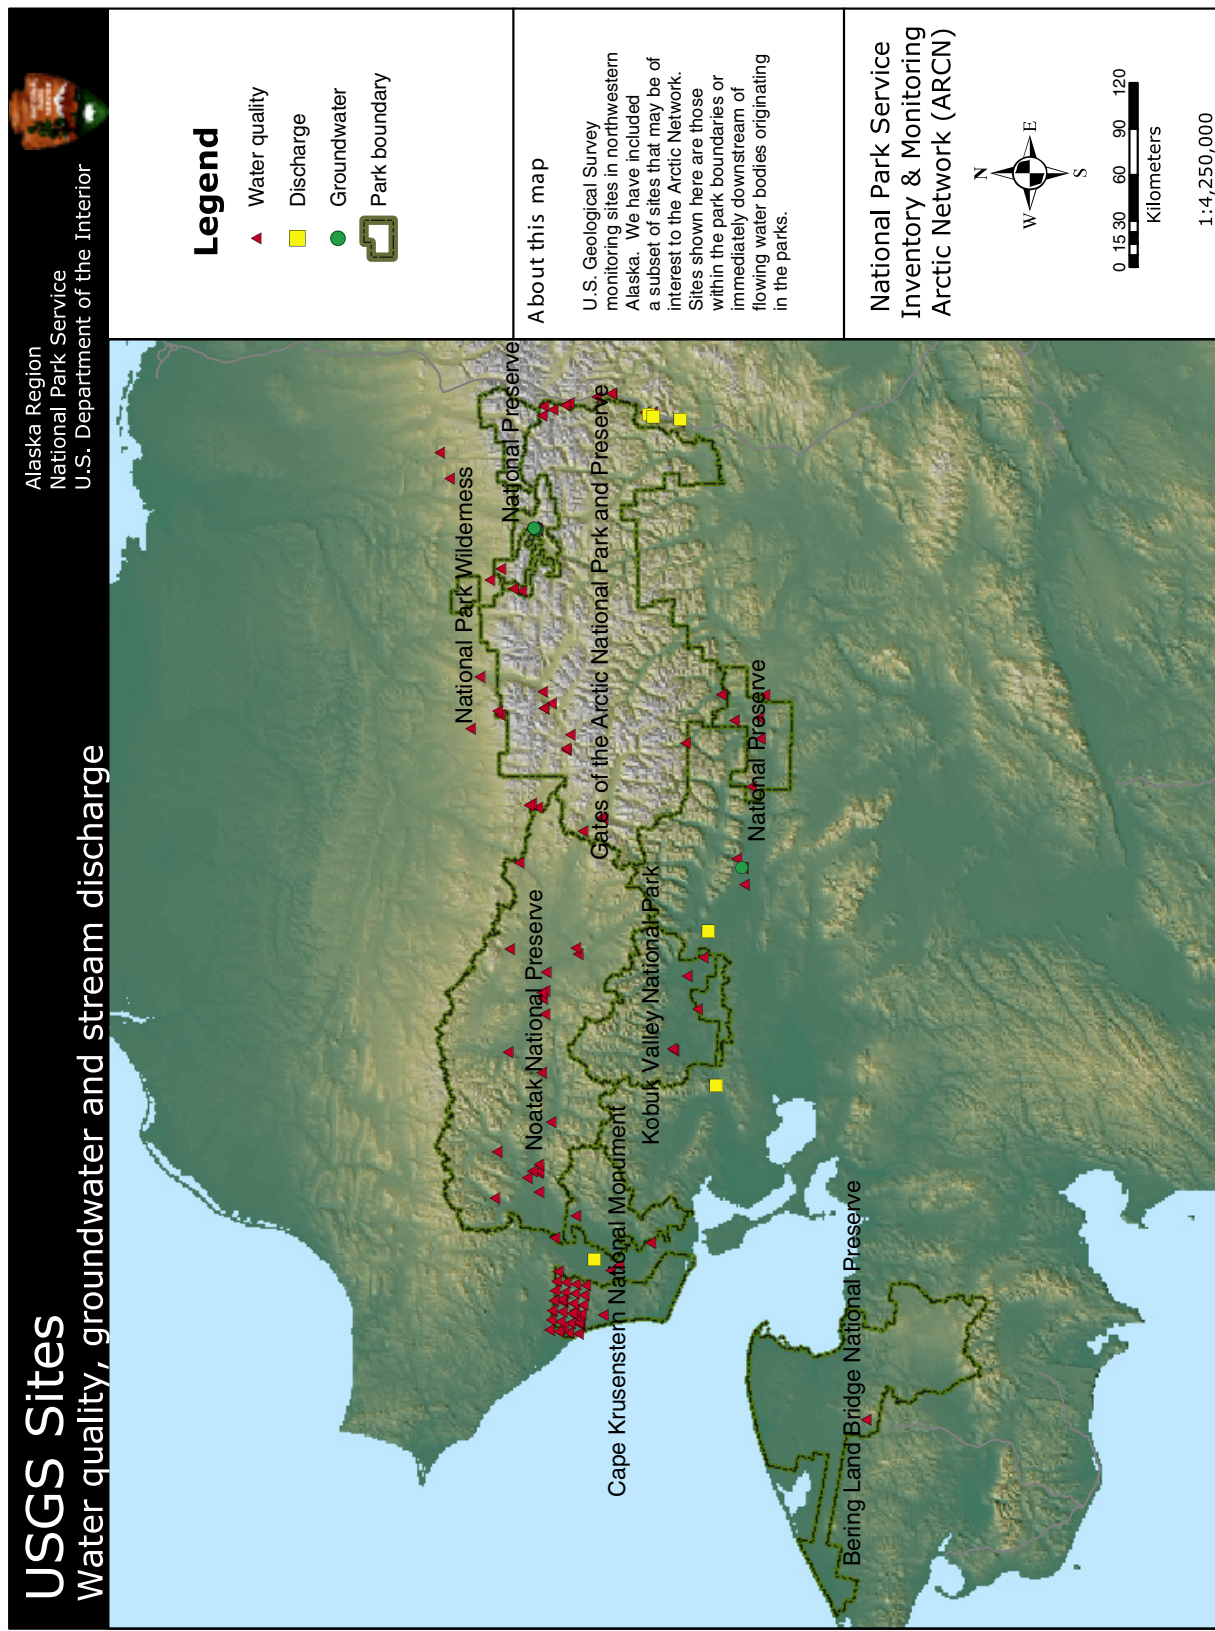 USGS Sites
Water quality, groundwater and stream discharge
Alaska Region
National Park Service
U.S. Department of the Interior
Legend
Water quality
Discharge
Groundwater
Park boundary
About this map
U.S. Geological Survey
monitoring sites in northwestern
Alaska. We have included
a subset of sites that may be of
interest to the Arctic Network.
Sites shown here are those
within the park boundaries or
immediately downstream of
flowing water bodies originating
in the parks.
National Park Service
Inventory & Monitoring
Arctic Network (ARCN)
N
W E
S
0 15 30 60 90 120
Kilometers
1:4,250,000
National Park Wilderness
National Preserve
Noatak National Preserve
Gates of the Arctic National Park and Preserve
Cape Krusenstern National Monument
Kobuk Valley National Park
National Preserve
Bering Land Bridge National Preserve